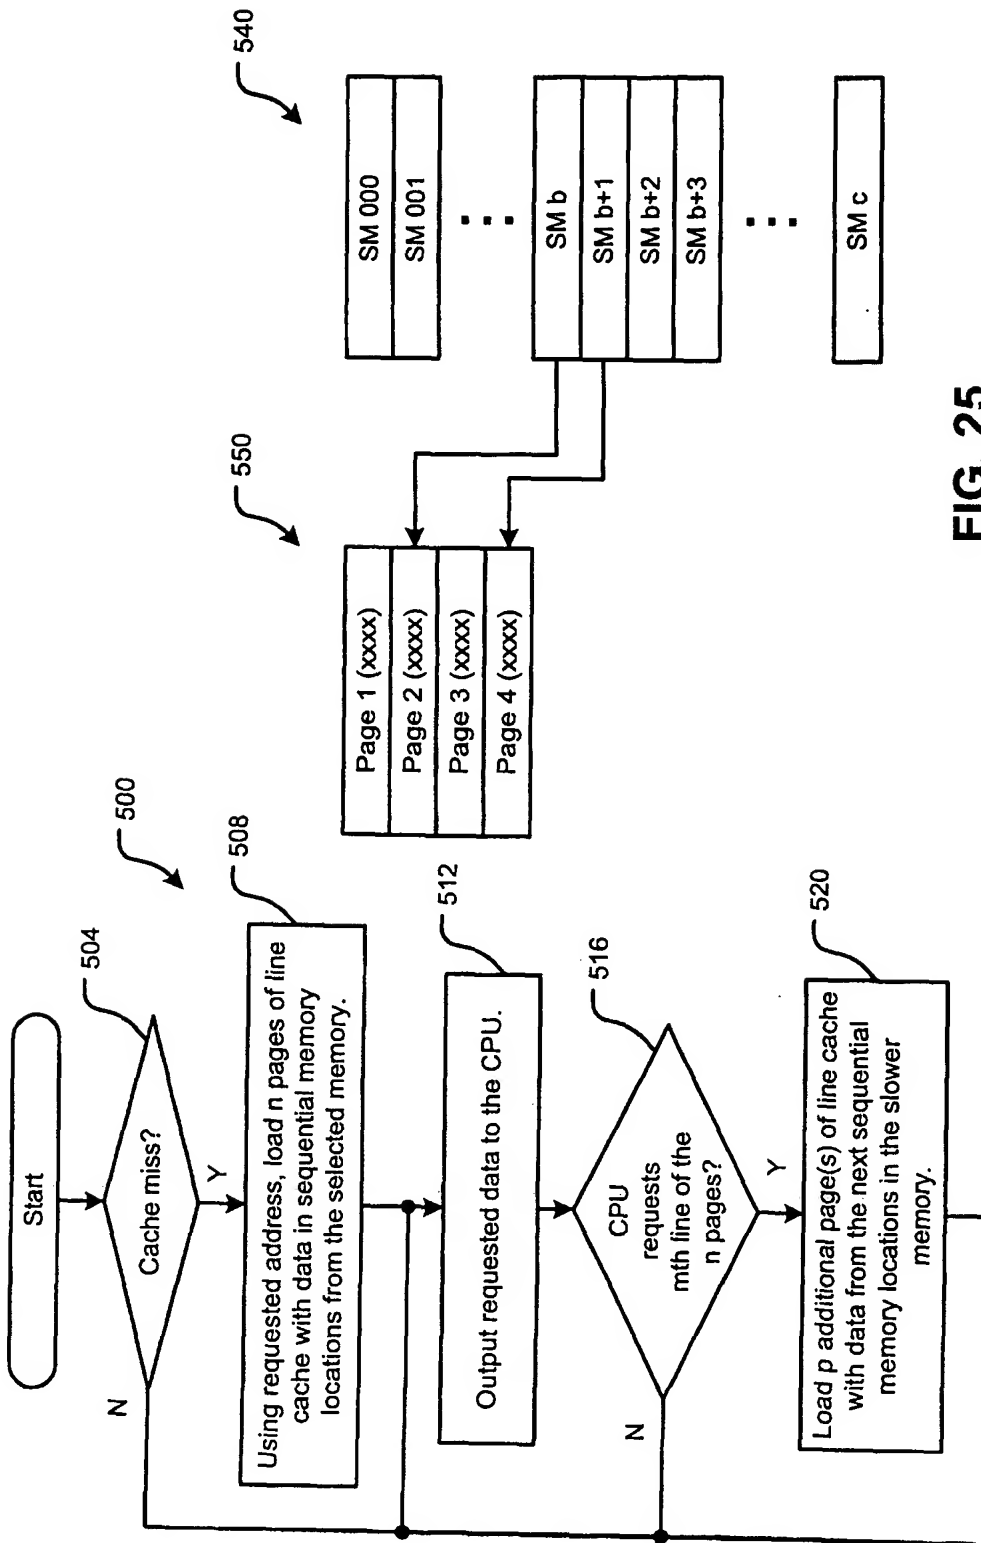 Start
504
Cache miss?
N
Y
500
508
Using requested address, load n pages of line
cache with data in sequential memory
locations from the selected memory.
512
Output requested data to the CPU.
516
CPU
requests
mth line of the
n pages?
N
Y
520
Load p additional page(s) of line cache
with data from the next sequential
memory locations in the slower
memory.
550
Page 1 (xxxx)
Page 2 (xxxx)
Page 3 (xxxx)
Page 4 (xxxx)
540
SM 000
SM 001
SM b
SM b+1
SM b+2
SM b+3
SM c
FIG. 25